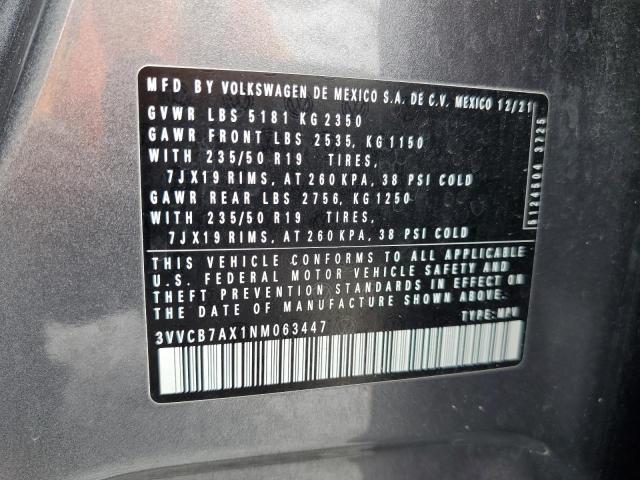 MFD BY VOLKSWAGEN DE MEXICO S.A. DE C.V. MEXICO 12/21
GVWR LBS 5181 KG 2350
GAWR FRONT LBS 2535, KG 1150
WITH 235/50 R19 TIRES,
7JX19 RIMS, AT 260 KPA, 38 PSI COLD
GAWR REAR LBS 2756, KG 1250
WITH 235/50 R19 TIRES,
7JX19 RIMS, AT 260 KPA, 38 PSI COLD
THIS VEHICLE CONFORMS TO ALL APPLICABLE
U.S. FEDERAL MOTOR VEHICLE SAFETY AND
THEFT PREVENTION STANDARDS IN EFFECT ON
THE DATE OF MANUFACTURE SHOWN ABOVE.
TYPE: MPV
3VVCB7AX1NM063447
3725